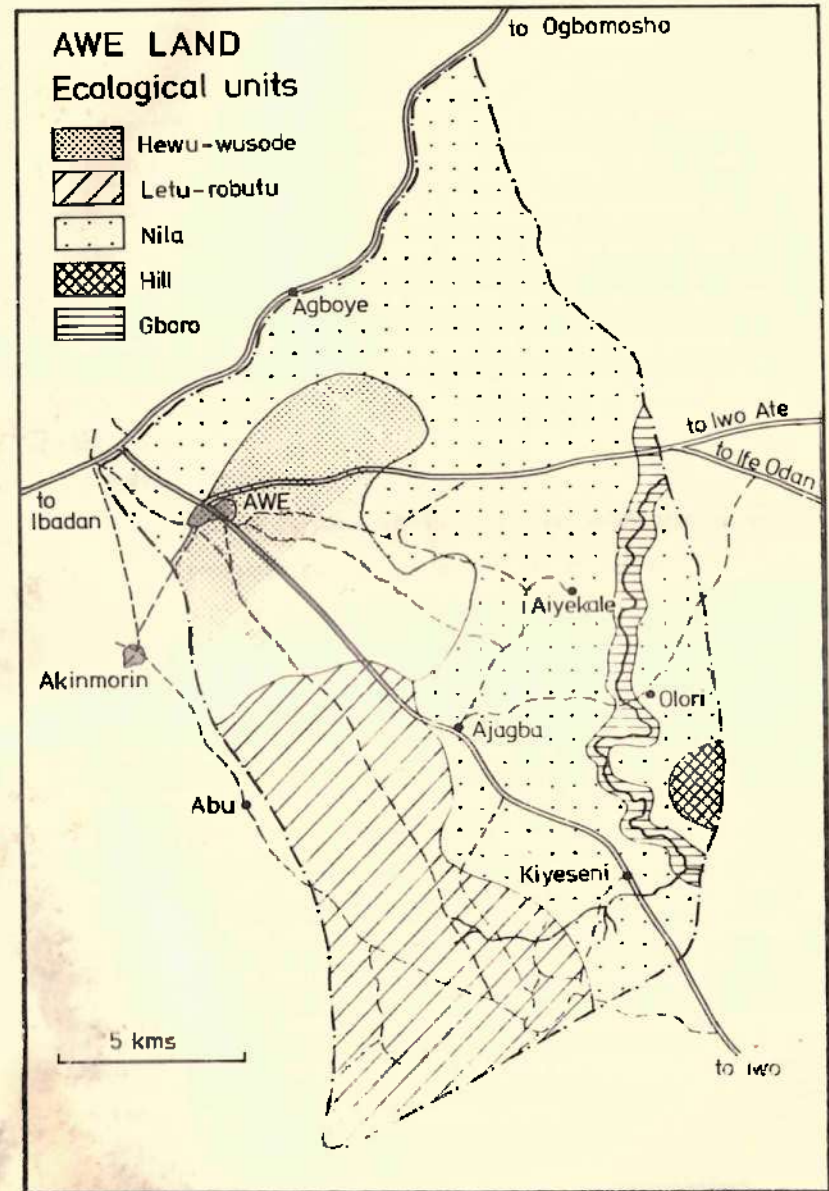 AWE LAND
Ecological units
Hewu-wusode
Letu-robutu
Nila
Hill
Gboro
to Ogbomosho
Agboye
to Iwo Ate
to Ife Odan
to
Ibadan
AWE
Aiyekale
Akinmorin
Olori
Ajagba
Abu
Kiyeseni
5 kms
to Iwo